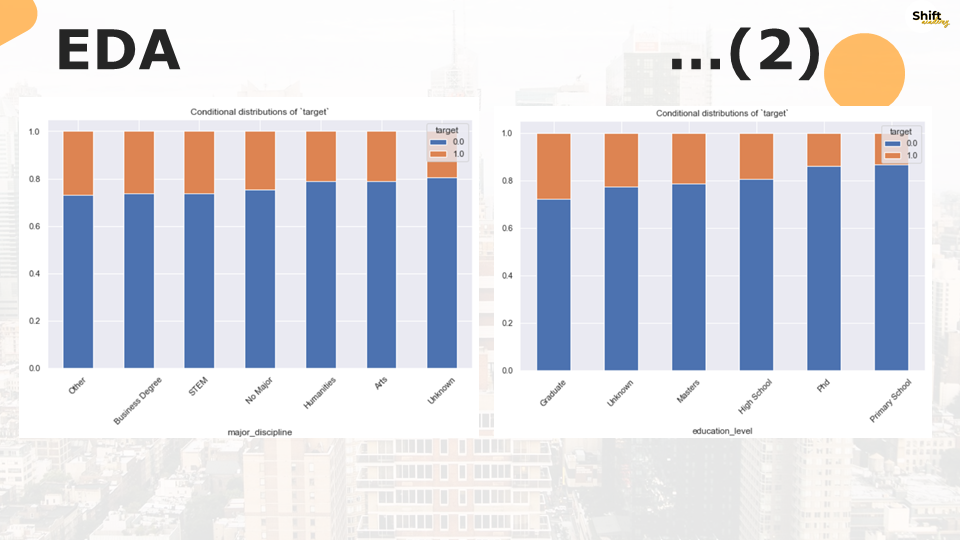 Shift
academy
EDA ...(2)
Conditional distributions of `target`
target
0.0
1.0
1.0
0.8
0.6
0.4
0.2
0.0
Other
Business Degree
STEM
No Major
Humanities
Arts
Unknown
major_discipline
Conditional distributions of `target`
target
0.0
1.0
1.0
0.8
0.6
0.4
0.2
0.0
Graduate
Unknown
Masters
High School
Phd
Primary School
education_level